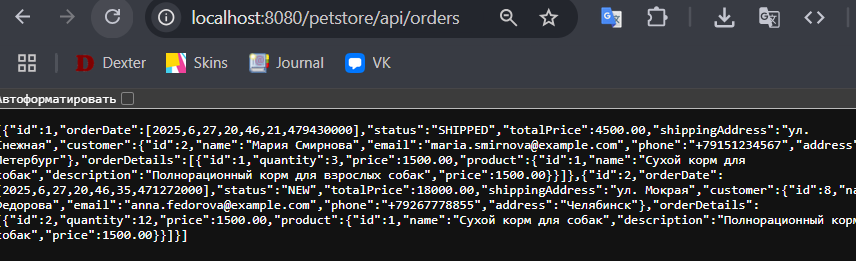 localhost:8080/petstore/api/orders
Dexter
Skins
Journal
VK
Автоформатировать
[{"id":1,"orderDate":[2025,6,27,20,46,21,479430000],"status":"SHIPPED","totalPrice":4500.00,"shippingAddress":"ул.
Снежная","customer":{"id":2,"name":"Мария Смирнова","email":"maria.smirnova@example.com","phone":"+79151234567","address"
Петербург"},"orderDetails":[{"id":1,"quantity":3,"price":1500.00,"product":{"id":1,"name":"Сухой корм для
собак","description":"Полнорационный корм для взрослых собак","price":1500.00}}]},{"id":2,"orderDate":
[2025,6,27,20,46,35,471272000],"status":"NEW","totalPrice":18000.00,"shippingAddress":"ул. Мокрая","customer":{"id":8,"na
Федорова","email":"anna.fedorova@example.com","phone":"+79267778855","address":"Челябинск"},"orderDetails":
[{"id":2,"quantity":12,"price":1500.00,"product":{"id":1,"name":"Сухой корм для собак","description":"Полнорационный корм
собак","price":1500.00}}]}]